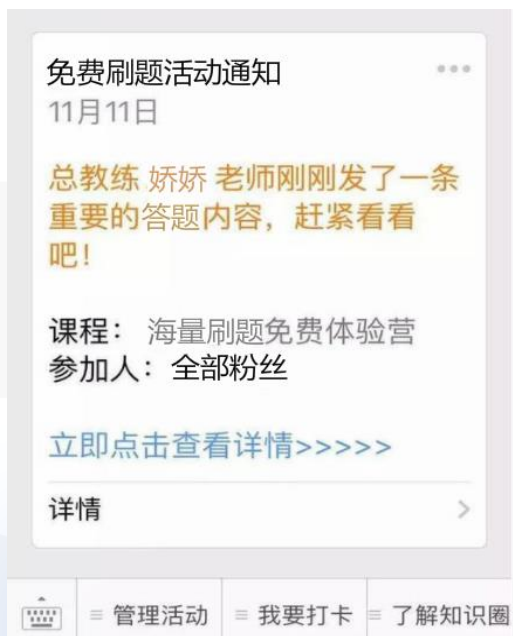 免费刷题活动通知
11月11日
总教练 娇娇 老师刚刚发了一条
重要的答题内容，赶紧看看
吧！
课程： 海量刷题免费体验营
参加人：全部粉丝
立即点击查看详情>>>>>
详情
管理活动 我要打卡 了解知识圈